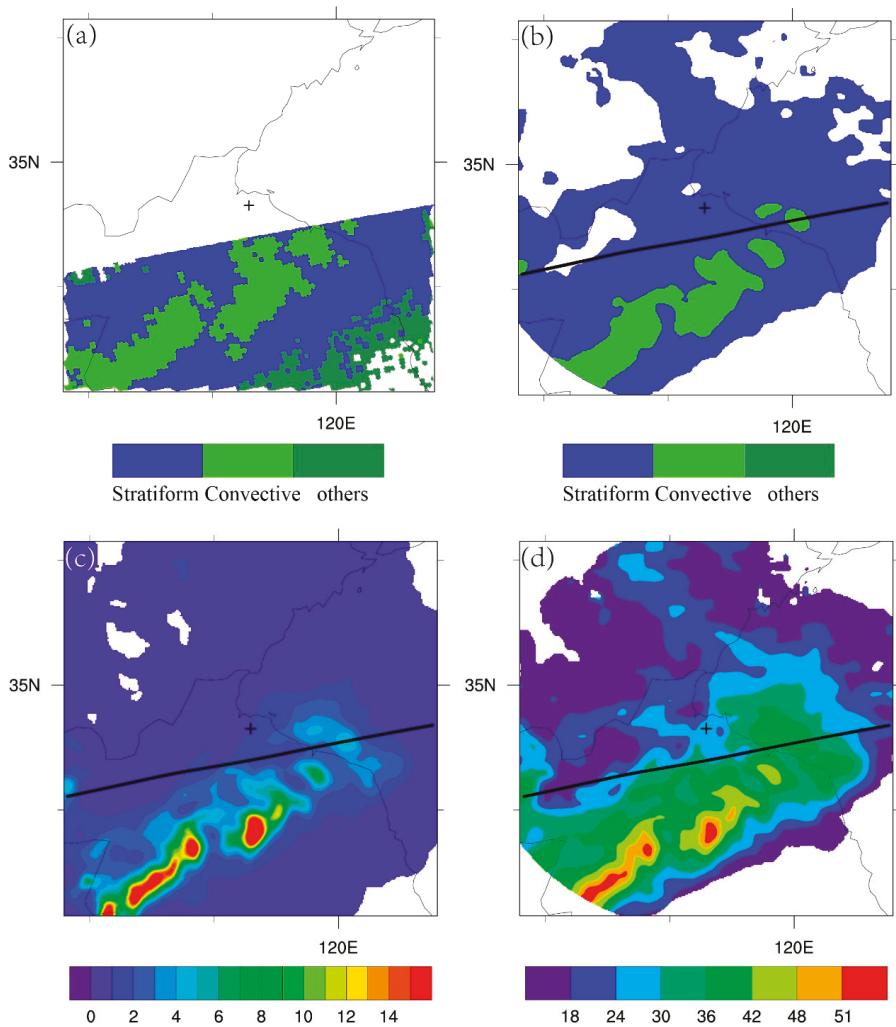 (a)
(b)
35N
35N
120E
120E
Stratiform Convective others
Stratiform Convective others
(c)
(d)
35N
35N
120E
120E
0 2 4 6 8 10 12 14
18 24 30 36 42 48 51